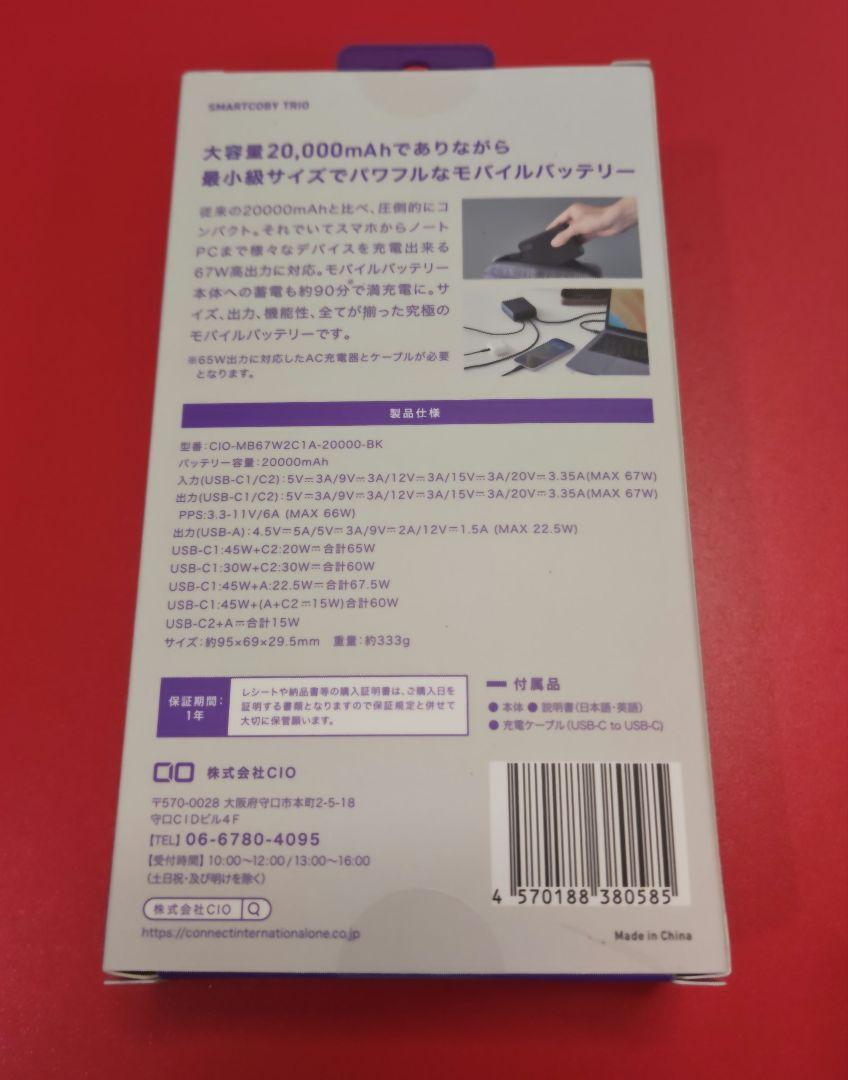 SMARTCOBY TRIO
大容量20,000mAhでありながら
最小級サイズでパワフルなモバイルバッテリー
従来の20000mAhと比べ、圧倒的にコ
ンパクト。それでいてスマホからノート
PCまで様々なデバイスを充電出来る
67W高出力に対応。モバイルバッテリー
本体への蓄電も約90分※で満充電に。サ
イズ、出力、機能性、全てが揃った究極の
モバイルバッテリーです。
※65W出力に対応したAC充電器とケーブルが必要
となります。
製品仕様
型番:CIO-MB67W2C1A-20000-BK
バッテリー容量:20000mAh
入力(USB-C1/C2):5V⎓3A/9V⎓3A/12V⎓3A/15V⎓3A/20V⎓3.35A(MAX 67W)
出力(USB-C1/C2):5V⎓3A/9V⎓3A/12V⎓3A/15V⎓3A/20V⎓3.35A(MAX 67W)
PPS:3.3-11V/6A (MAX 66W)
出力(USB-A):4.5V⎓5A/5V⎓3A/9V⎓2A/12V⎓1.5A (MAX 22.5W)
USB-C1:45W+C2:20W⎓合計65W
USB-C1:30W+C2:30W⎓合計60W
USB-C1:45W+A:22.5W⎓合計67.5W
USB-C1:45W+(A+C2⎓15W)合計60W
USB-C2+A⎓合計15W
サイズ:約95×69×29.5mm 重量:約333g
保証期間:
1年
レシートや納品書等の購入証明書は、ご購入日を
証明する書類となりますので保証規定と併せて
大切に保管願います。
付属品
●本体 ●説明書(日本語・英語)
●充電ケーブル(USB-C to USB-C)
CIO 株式会社CIO
〒570-0028 大阪府守口市本町2-5-18
守口CIDビル4F
【TEL】06-6780-4095
【受付時間】10:00~12:00/13:00~16:00
(土日祝・及び明けを除く)
株式会社CIO
https://connectinternationalone.co.jp
4 570188 380585
Made in China